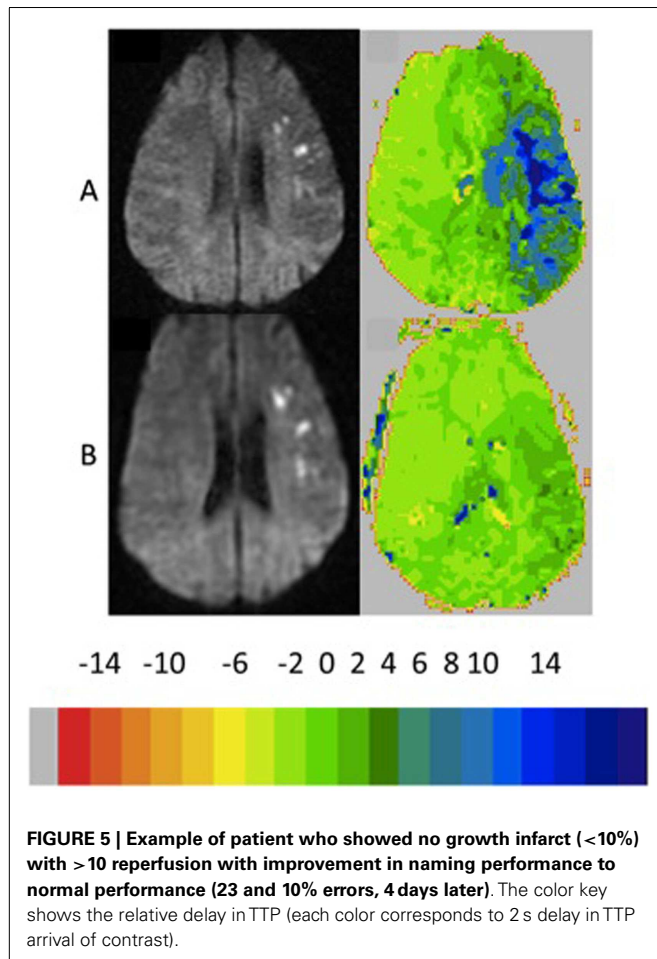 A
B
-14 -10 -6 -2 0 2 4 6 8 10 14
FIGURE 5 | Example of patient who showed no growth infarct (<10%)
with >10 reperfusion with improvement in naming performance to
normal performance (23 and 10% errors, 4 days later). The color key
shows the relative delay in TTP (each color corresponds to 2 s delay in TTP
arrival of contrast).